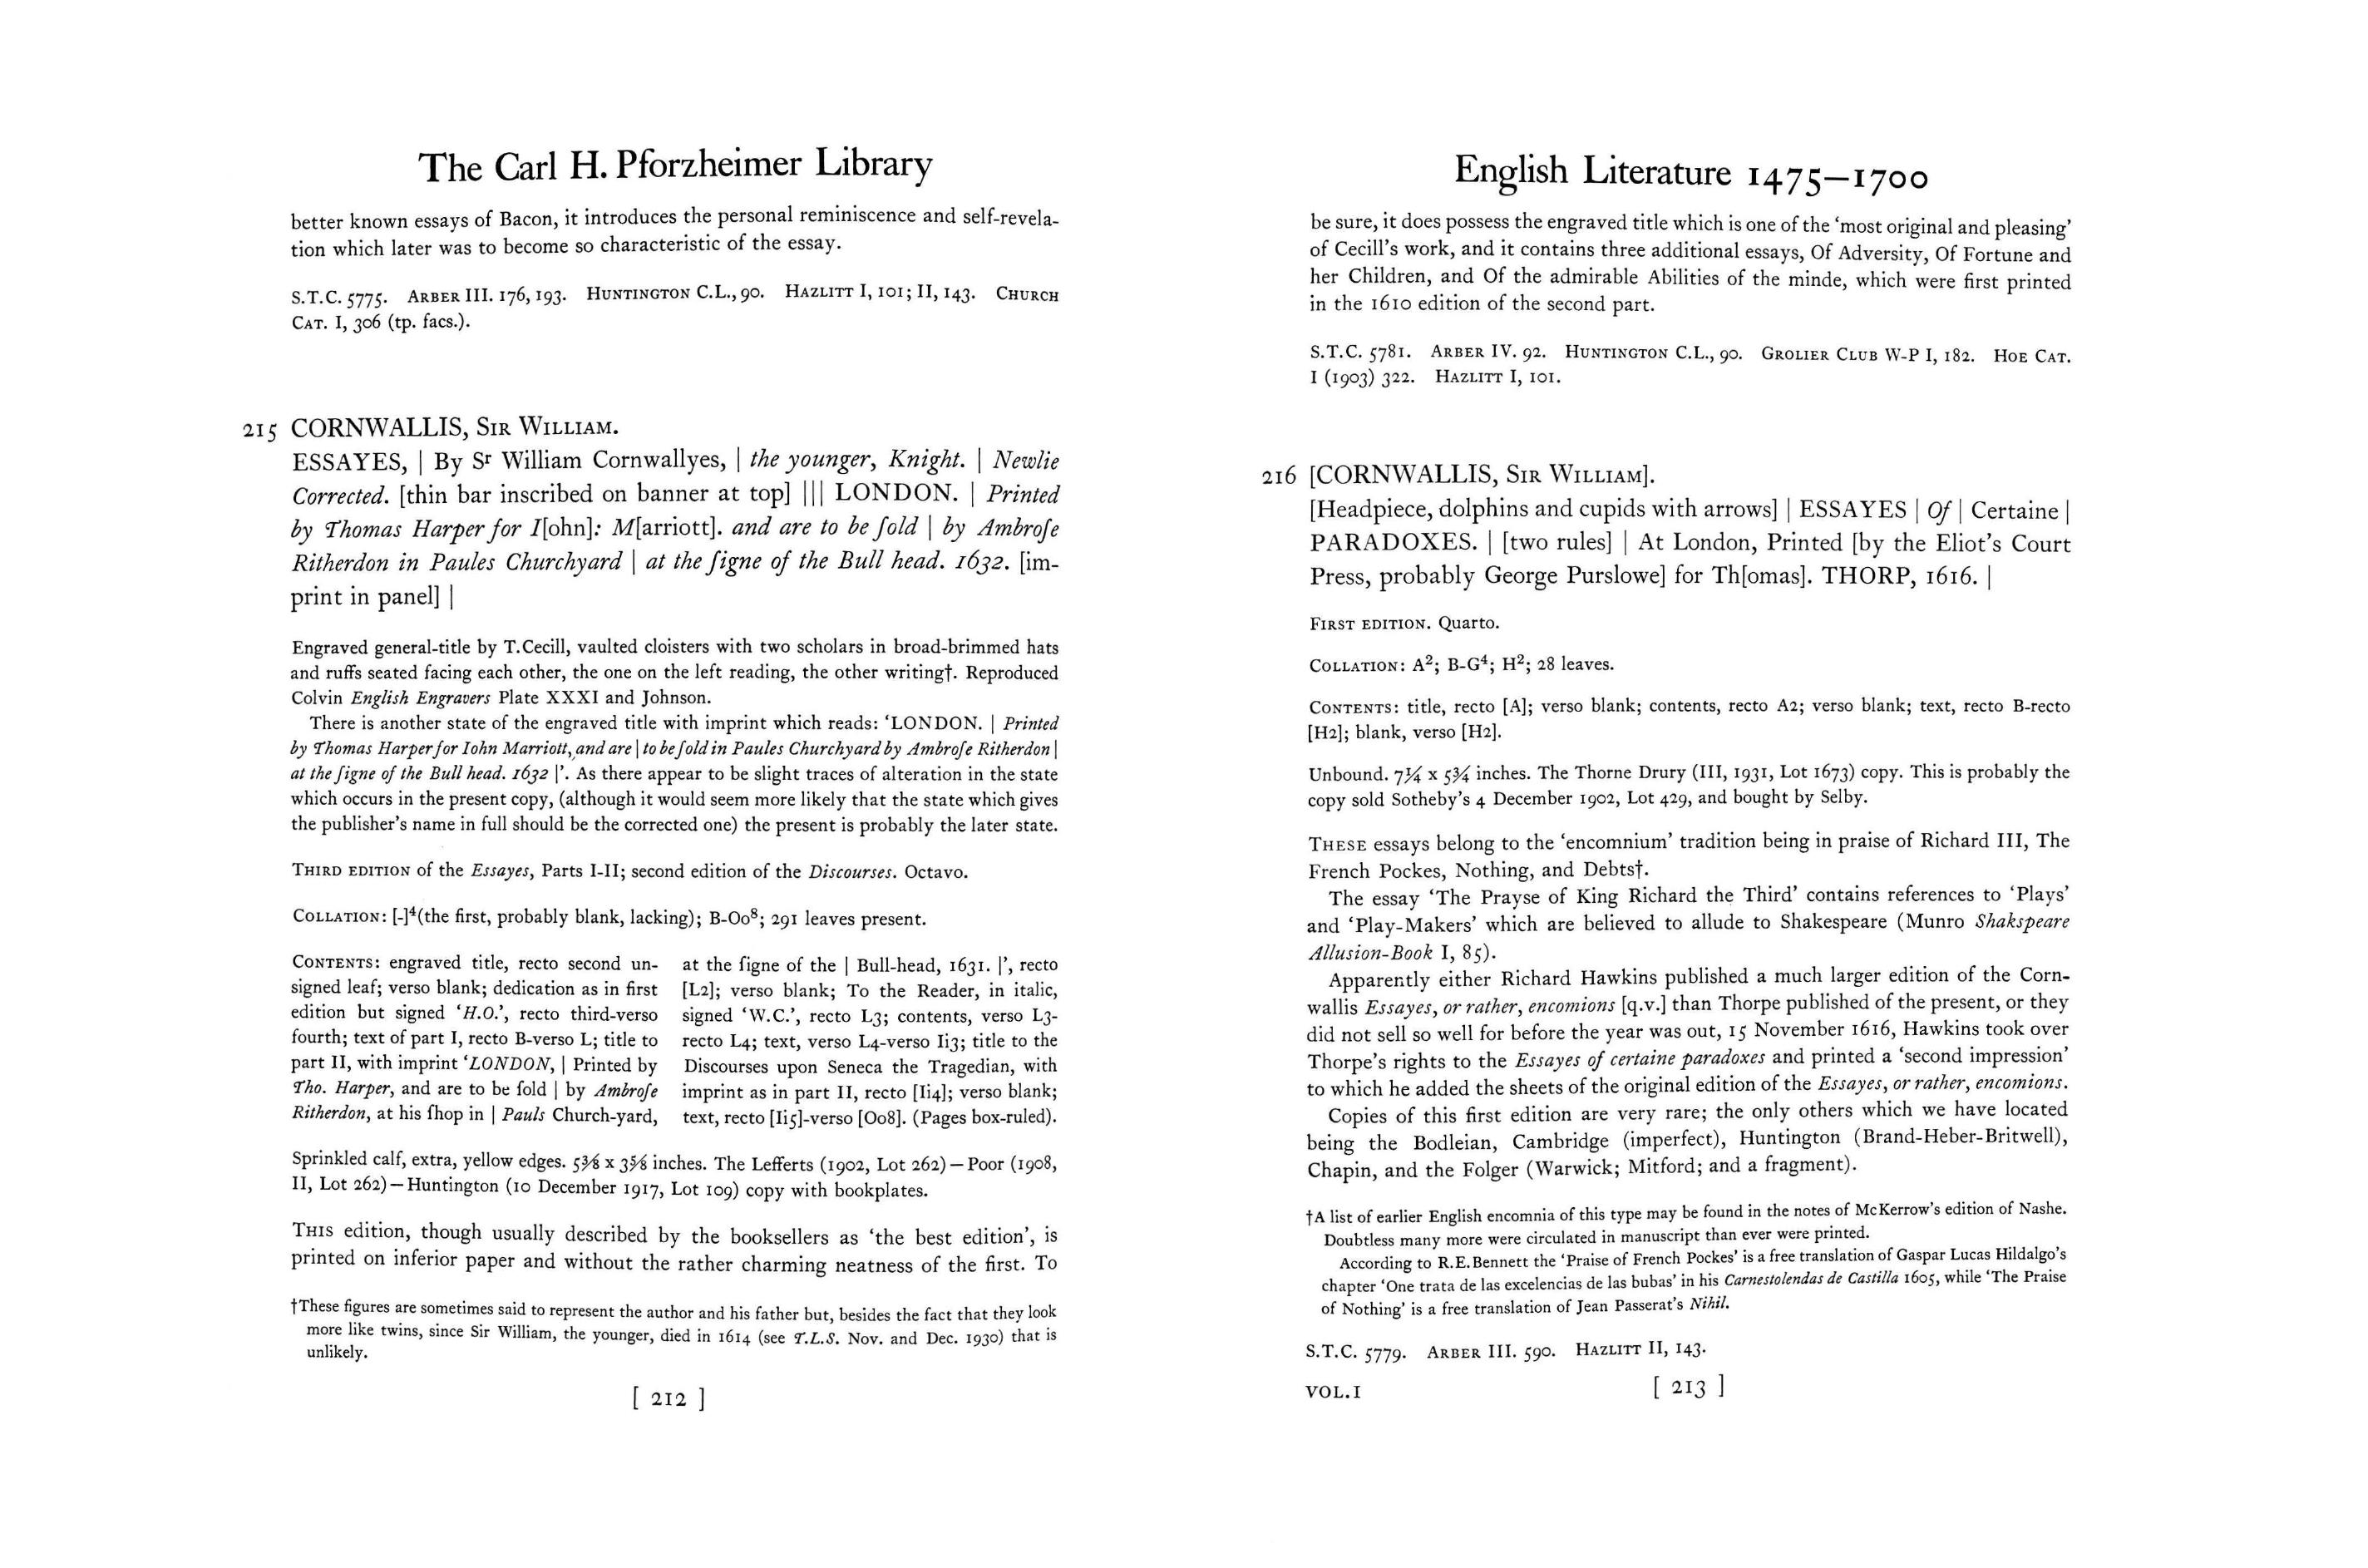 The Carl H. Pforzheimer Library
better known essays of Bacon, it introduces the personal reminiscence and self-revela-
tion which later was to become so characteristic of the essay.
S.T.C. 5775. Arber III. 176, 193. Huntington C.L., 90. Hazlitt I, 101; II, 143. Church
Cat. I, 306 (tp. facs.).
215 CORNWALLIS, Sir William.
ESSAYES, | By Sʳ William Cornwallyes, | the younger, Knight. | Newlie
Corrected. [thin bar inscribed on banner at top] ||| LONDON. | Printed
by Thomas Harper for I[ohn]: M[arriott]. and are to be ſold | by Ambroſe
Ritherdon in Paules Churchyard | at the ſigne of the Bull head. 1632. [im-
print in panel] |
Engraved general-title by T.Cecill, vaulted cloisters with two scholars in broad-brimmed hats
and ruffs seated facing each other, the one on the left reading, the other writing†. Reproduced
Colvin English Engravers Plate XXXI and Johnson.
There is another state of the engraved title with imprint which reads: ‘LONDON. | Printed
by Thomas Harper for Iohn Marriott, and are | to be ſold in Paules Churchyard by Ambroſe Ritherdon |
at the ſigne of the Bull head. 1632 |’. As there appear to be slight traces of alteration in the state
which occurs in the present copy, (although it would seem more likely that the state which gives
the publisher’s name in full should be the corrected one) the present is probably the later state.
Third edition of the Essayes, Parts I-II; second edition of the Discourses. Octavo.
Collation: [-]⁴(the first, probably blank, lacking); B-Oo⁸; 291 leaves present.
Contents: engraved title, recto second un-
signed leaf; verso blank; dedication as in first
edition but signed ‘H.O.’, recto third-verso
fourth; text of part I, recto B-verso L; title to
part II, with imprint ‘LONDON, | Printed by
Tho. Harper, and are to be ſold | by Ambroſe
Ritherdon, at his ſhop in | Pauls Church-yard,
at the ſigne of the | Bull-head, 1631. |’, recto
[L2]; verso blank; To the Reader, in italic,
signed ‘W.C.’, recto L3; contents, verso L3-
recto L4; text, verso L4-verso Ii3; title to the
Discourses upon Seneca the Tragedian, with
imprint as in part II, recto [Ii4]; verso blank;
text, recto [Ii5]-verso [Oo8]. (Pages box-ruled).
Sprinkled calf, extra, yellow edges. 5⅜ x 3⅝ inches. The Lefferts (1902, Lot 262)—Poor (1908,
II, Lot 262)—Huntington (10 December 1917, Lot 109) copy with bookplates.
This edition, though usually described by the booksellers as ‘the best edition’, is
printed on inferior paper and without the rather charming neatness of the first. To
†These figures are sometimes said to represent the author and his father but, besides the fact that they look
more like twins, since Sir William, the younger, died in 1614 (see T.L.S. Nov. and Dec. 1930) that is
unlikely.
[ 212 ]
English Literature 1475—1700
be sure, it does possess the engraved title which is one of the ‘most original and pleasing’
of Cecill’s work, and it contains three additional essays, Of Adversity, Of Fortune and
her Children, and Of the admirable Abilities of the minde, which were first printed
in the 1610 edition of the second part.
S.T.C. 5781. Arber IV. 92. Huntington C.L., 90. Grolier Club W-P I, 182. Hoe Cat.
I (1903) 322. Hazlitt I, 101.
216 [CORNWALLIS, Sir William].
[Headpiece, dolphins and cupids with arrows] | ESSAYES | Of | Certaine |
PARADOXES. | [two rules] | At London, Printed [by the Eliot’s Court
Press, probably George Purslowe] for Th[omas]. THORP, 1616. |
First edition. Quarto.
Collation: A²; B-G⁴; H²; 28 leaves.
Contents: title, recto [A]; verso blank; contents, recto A2; verso blank; text, recto B-recto
[H2]; blank, verso [H2].
Unbound. 7¼ x 5¾ inches. The Thorne Drury (III, 1931, Lot 1673) copy. This is probably the
copy sold Sotheby’s 4 December 1902, Lot 429, and bought by Selby.
These essays belong to the ‘encomnium’ tradition being in praise of Richard III, The
French Pockes, Nothing, and Debts†.
The essay ‘The Prayse of King Richard the Third’ contains references to ‘Plays’
and ‘Play-Makers’ which are believed to allude to Shakespeare (Munro Shakspeare
Allusion-Book I, 85).
Apparently either Richard Hawkins published a much larger edition of the Corn-
wallis Essayes, or rather, encomions [q.v.] than Thorpe published of the present, or they
did not sell so well for before the year was out, 15 November 1616, Hawkins took over
Thorpe’s rights to the Essayes of certaine paradoxes and printed a ‘second impression’
to which he added the sheets of the original edition of the Essayes, or rather, encomions.
Copies of this first edition are very rare; the only others which we have located
being the Bodleian, Cambridge (imperfect), Huntington (Brand-Heber-Britwell),
Chapin, and the Folger (Warwick; Mitford; and a fragment).
†A list of earlier English encomnia of this type may be found in the notes of McKerrow’s edition of Nashe.
Doubtless many more were circulated in manuscript than ever were printed.
According to R.E.Bennett the ‘Praise of French Pockes’ is a free translation of Gaspar Lucas Hildalgo’s
chapter ‘One trata de las excelencias de las bubas’ in his Carnestolendas de Castilla 1605, while ‘The Praise
of Nothing’ is a free translation of Jean Passerat’s Nihil.
S.T.C. 5779. Arber III. 590. Hazlitt II, 143.
VOL.I [ 213 ]